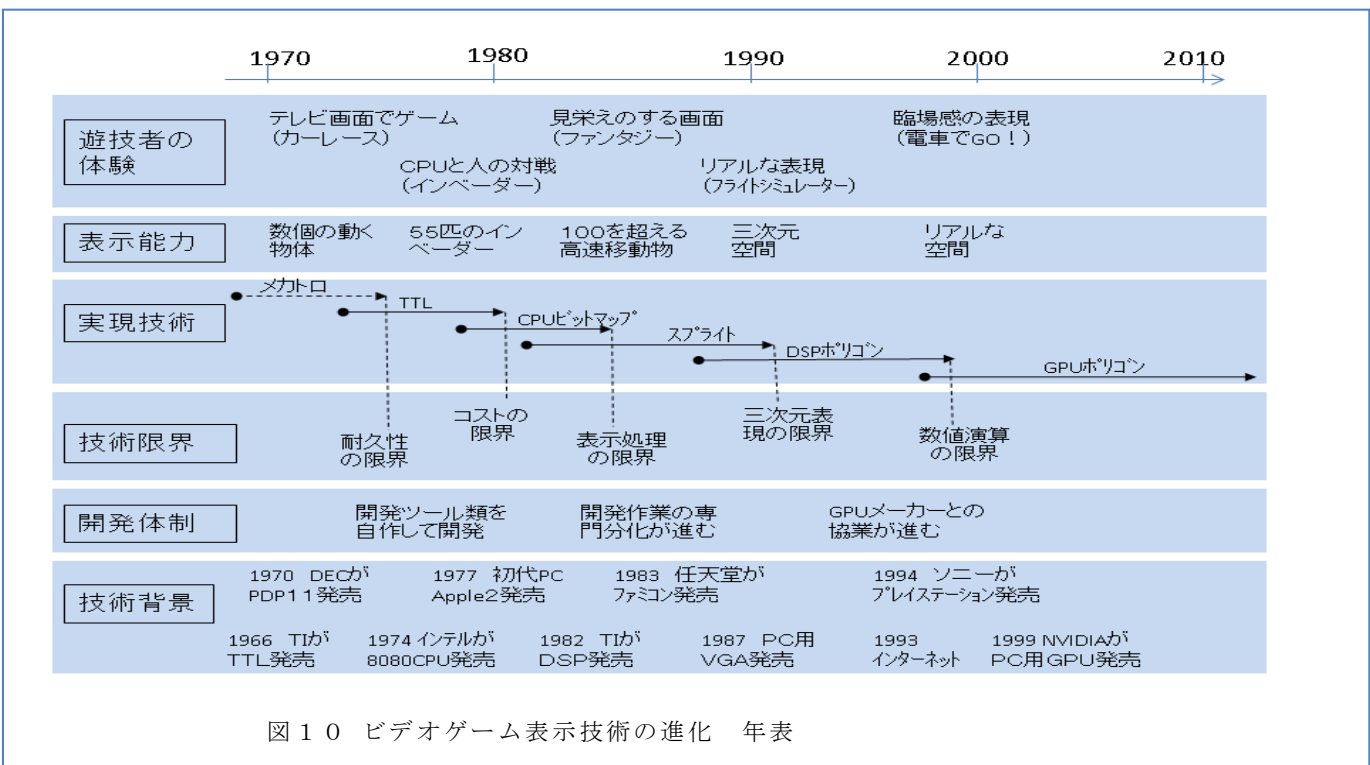 1970 1980 1990 2000 2010
遊技者の
体験
テレビ画面でゲーム
(カーレース)
CPUと人の対戦
(インベーダー)
見栄えのする画面
(ファンタジー)
リアルな表現
(フライトシミュレーター)
臨場感の表現
(電車でGO!)
表示能力
数個の動く
物体
55匹のイン
ベーダー
100を超える
高速移動物
三次元
空間
リアルな
空間
実現技術
メカトロ
TTL
CPUビットマップ
スプライト
DSPポリゴン
GPUポリゴン
技術限界
耐久性
の限界
コストの
限界
表示処理
の限界
三次元表
現の限界
数値演算
の限界
開発体制
開発ツール類を
自作して開発
開発作業の専
門分化が進む
GPUメーカーとの
協業が進む
技術背景
1970 DECが
PDP11発売
1977 初代PC
Apple2発売
1983 任天堂が
ファミコン発売
1994 ソニーが
プレイステーション発売
1966 TIが
TTL発売
1974 インテルが
8080CPU発売
1982 TIが
DSP発売
1987 PC用
VGA発売
1993
インターネット
1999 NVIDIAが
PC用GPU発売
図10 ビデオゲーム表示技術の進化 年表